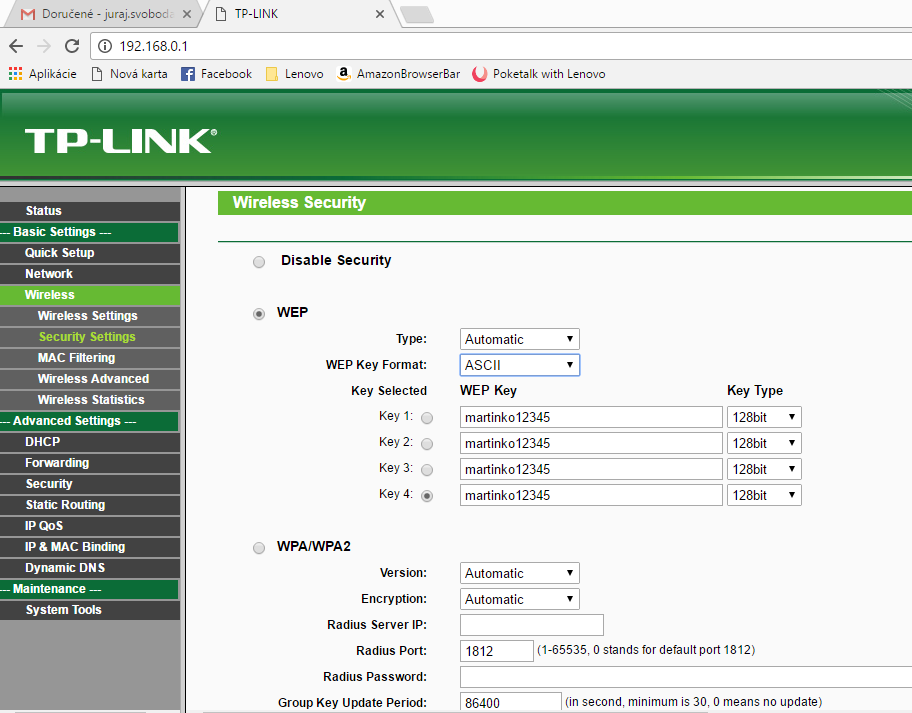 Doručené - juraj.svoboda
TP-LINK
192.168.0.1
Aplikácie Nová karta Facebook Lenovo AmazonBrowserBar Poketalk with Lenovo
TP-LINK®
Status
--- Basic Settings ---
Quick Setup
Network
Wireless
Wireless Settings
Security Settings
MAC Filtering
Wireless Advanced
Wireless Statistics
--- Advanced Settings ---
DHCP
Forwarding
Security
Static Routing
IP QoS
IP & MAC Binding
Dynamic DNS
--- Maintenance ---
System Tools
Wireless Security
Disable Security
WEP
Type: Automatic
WEP Key Format: ASCII
Key Selected WEP Key Key Type
Key 1: martinko12345 128bit
Key 2: martinko12345 128bit
Key 3: martinko12345 128bit
Key 4: martinko12345 128bit
WPA/WPA2
Version: Automatic
Encryption: Automatic
Radius Server IP:
Radius Port: 1812 (1-65535, 0 stands for default port 1812)
Radius Password:
Group Key Update Period: 86400 (in second, minimum is 30, 0 means no update)